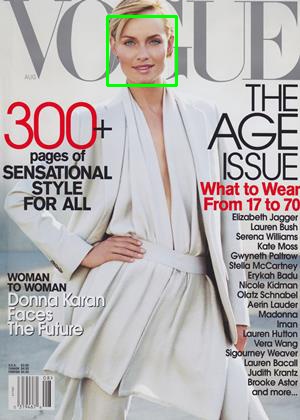 VOGUE
AUG
THE
AGE
ISSUE
What to Wear
From 17 to 70
Elizabeth Jagger
Lauren Bush
Serena Williams
Kate Moss
Gwyneth Paltrow
Stella McCartney
Erykah Badu
Nicole Kidman
Olatz Schnabel
Aerin Lauder
Madonna
Iman
Lauren Hutton
Vera Wang
Sigourney Weaver
Lauren Bacall
Judith Krantz
Brooke Astor
and more...
300+
pages of
SENSATIONAL
STYLE
FOR ALL
WOMAN
TO WOMAN
Donna Karan
Faces
The Future
08>